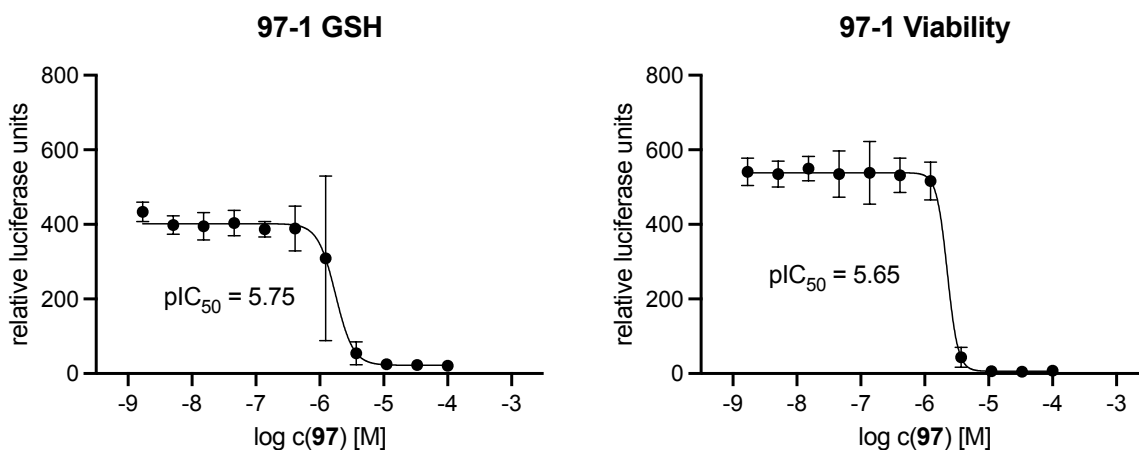 97-1 GSH
800
600
400
200
0
relative luciferase units
pIC50 = 5.75
-9 -8 -7 -6 -5 -4 -3
log c(97) [M]
97-1 Viability
800
600
400
200
0
relative luciferase units
pIC50 = 5.65
-9 -8 -7 -6 -5 -4 -3
log c(97) [M]